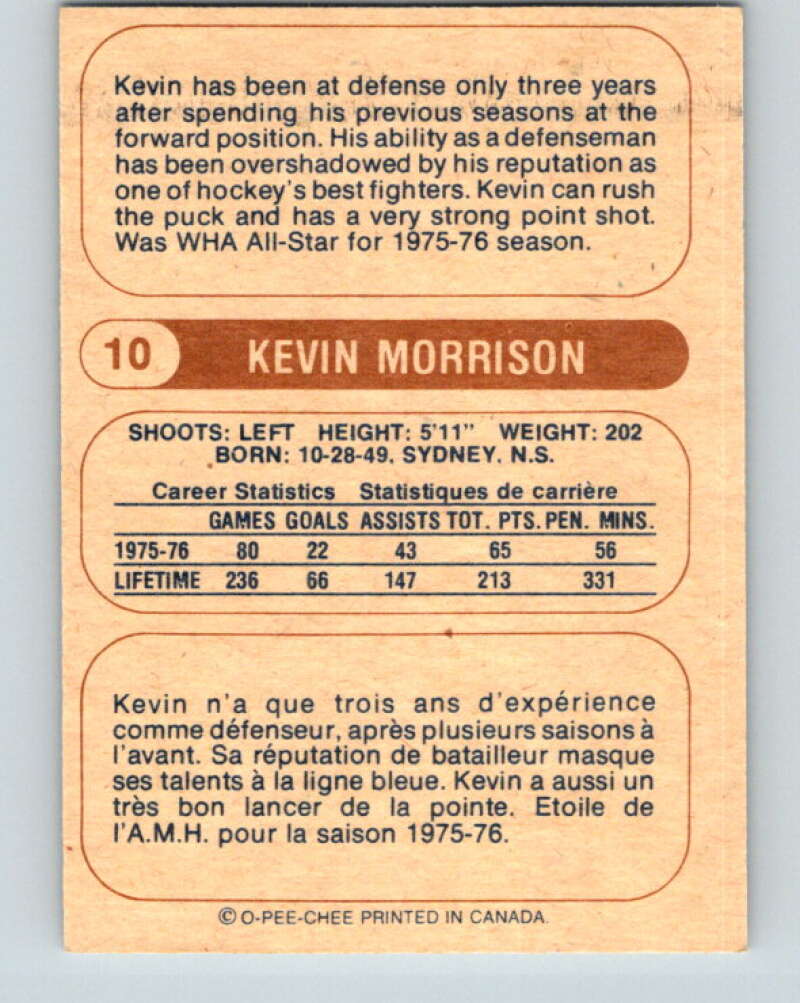 Kevin has been at defense only three years
after spending his previous seasons at the
forward position. His ability as a defenseman
has been overshadowed by his reputation as
one of hockey's best fighters. Kevin can rush
the puck and has a very strong point shot.
Was WHA All-Star for 1975-76 season.
10 KEVIN MORRISON
SHOOTS: LEFT HEIGHT: 5'11" WEIGHT: 202
BORN: 10-28-49. SYDNEY. N.S.
Career Statistics Statistiques de carrière
GAMES GOALS ASSISTS TOT. PTS. PEN. MINS.
1975-76 80 22 43 65 56
LIFETIME 236 66 147 213 331
Kevin n'a que trois ans d'expérience
comme défenseur, après plusieurs saisons à
l'avant. Sa réputation de batailleur masque
ses talents à la ligne bleue. Kevin a aussi un
très bon lancer de la pointe. Etoile de
l'A.M.H. pour la saison 1975-76.
© O-PEE-CHEE PRINTED IN CANADA.